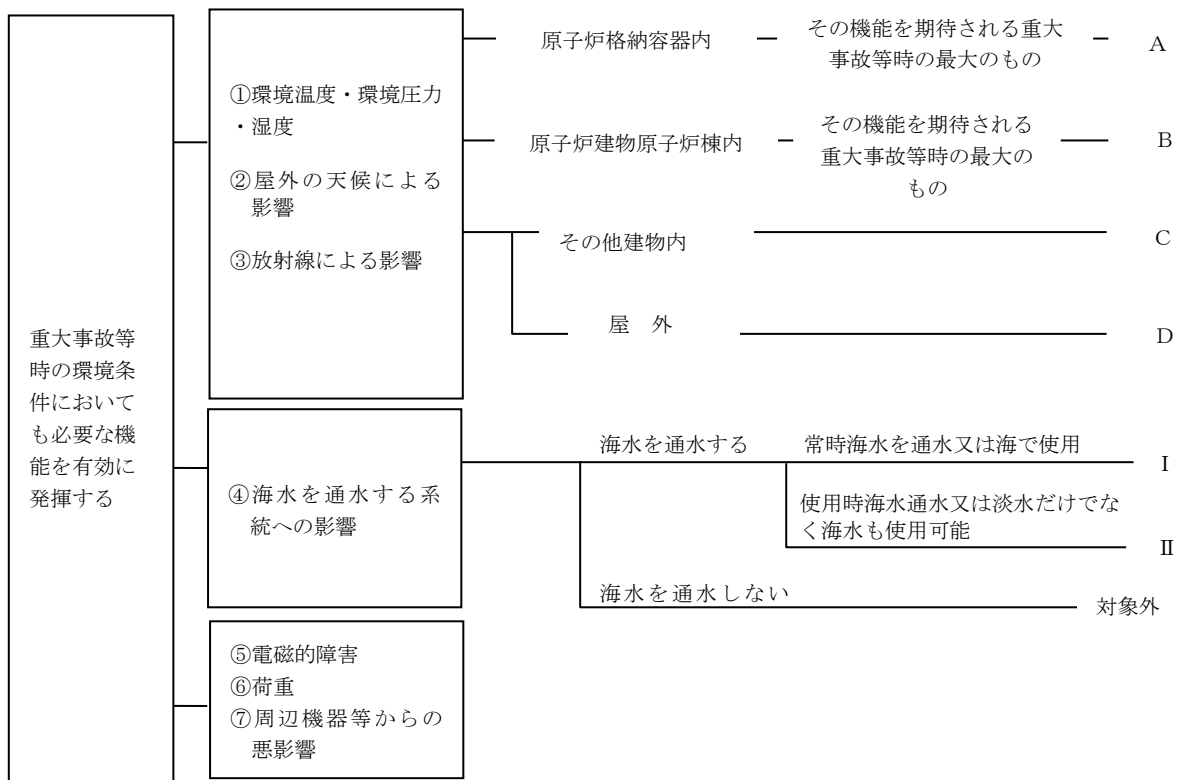 重大事故等
時の環境条
件において
も必要な機
能を有効に
発揮する
①環境温度・環境圧力
・湿度
②屋外の天候による
影響
③放射線による影響
原子炉格納容器内
その機能を期待される重大
事故等時の最大のもの
A
原子炉建物原子炉棟内
その機能を期待される
重大事故等時の最大の
もの
B
その他建物内
C
屋 外
D
④海水を通水する系
統への影響
海水を通水する
常時海水を通水又は海で使用
Ⅰ
使用時海水通水又は淡水だけでな
く海水も使用可能
Ⅱ
海水を通水しない
対象外
⑤電磁的障害
⑥荷重
⑦周辺機器等からの
悪影響